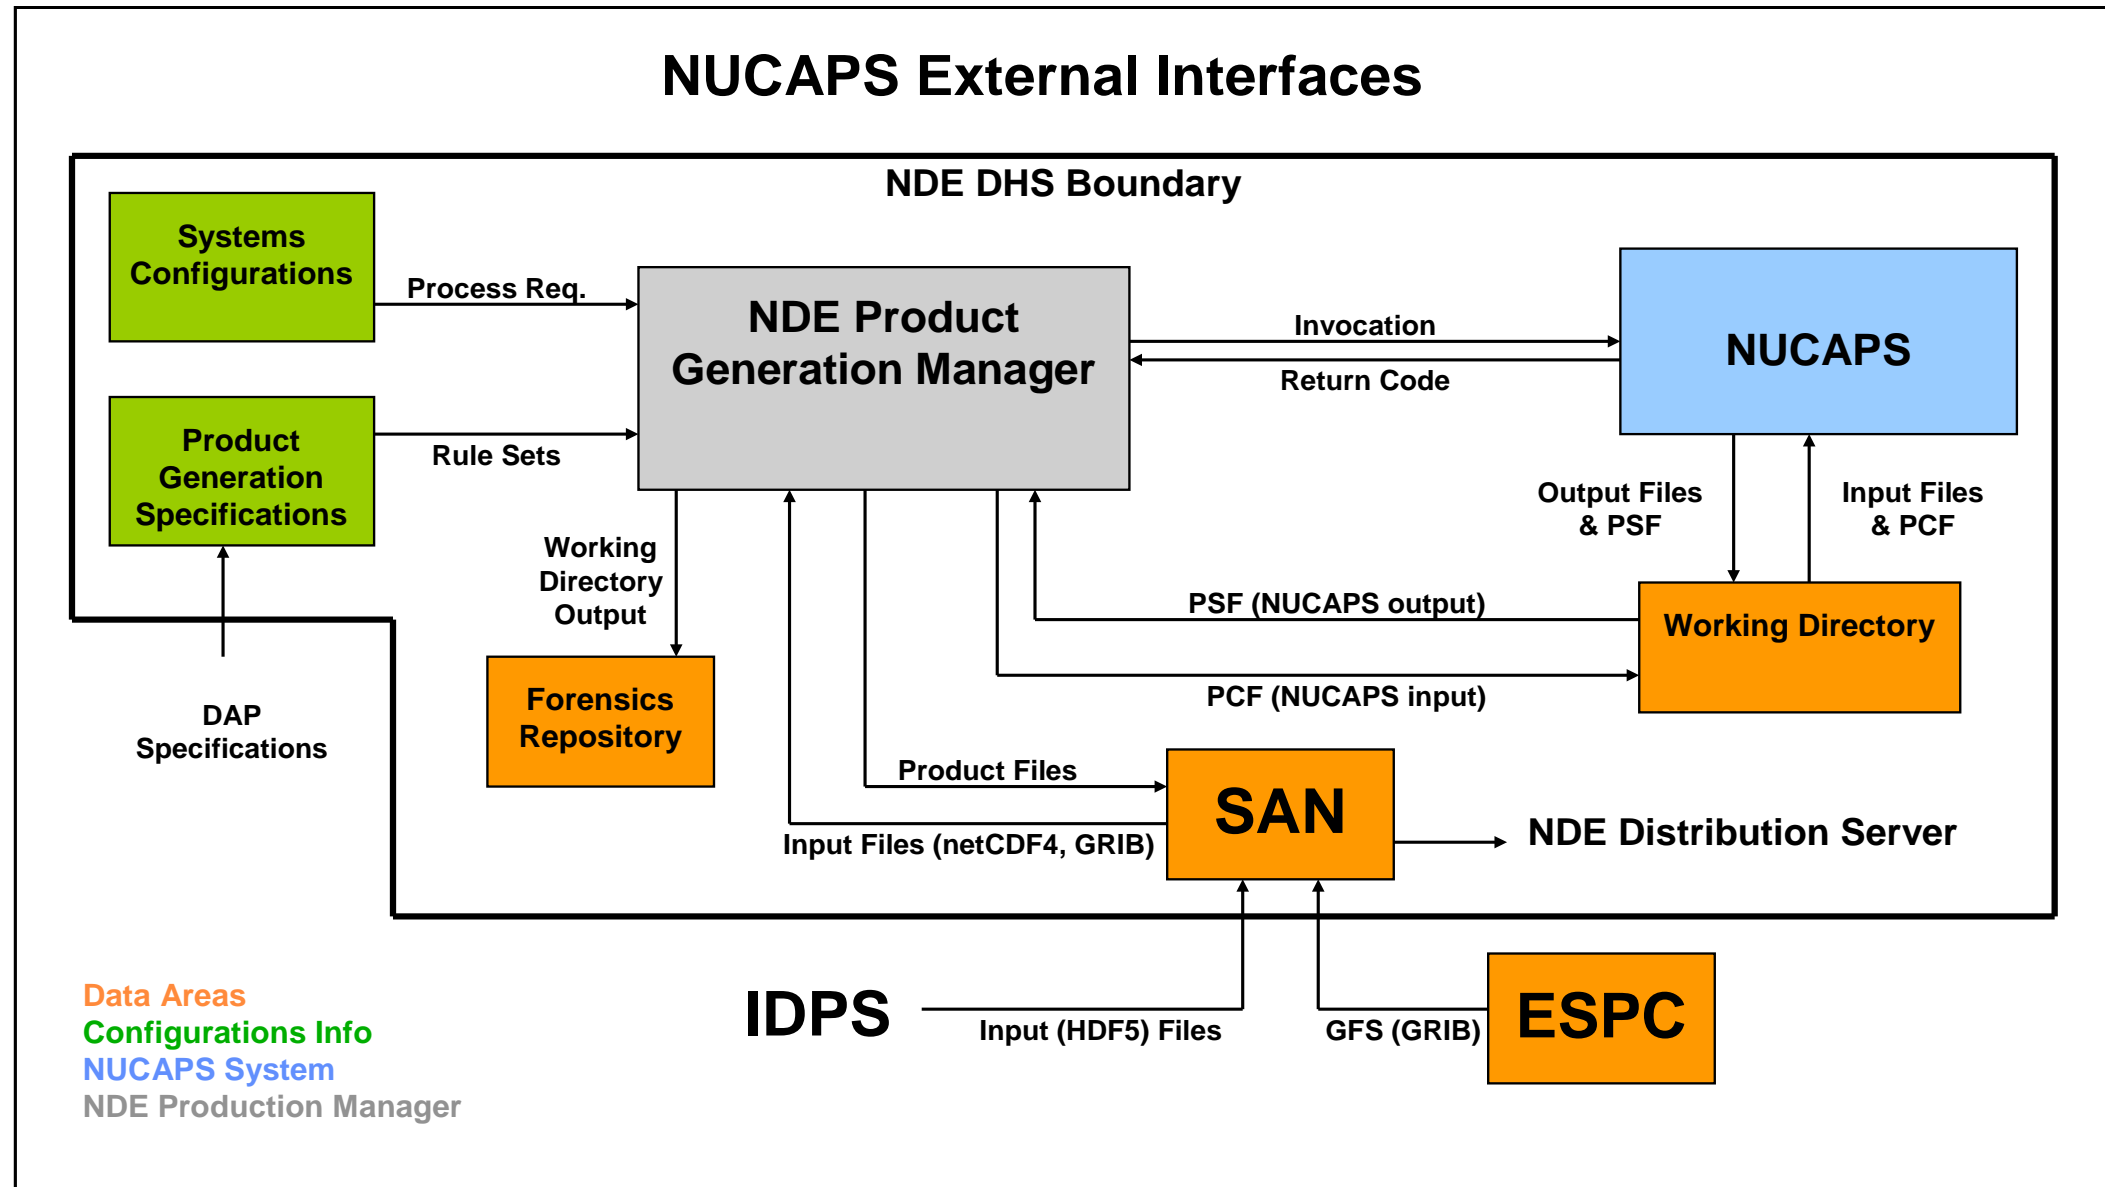 NUCAPS External Interfaces
NDE DHS Boundary
Systems
Configurations
Process Req.
NDE Product
Generation Manager
Invocation
Return Code
NUCAPS
Product
Generation
Specifications
Rule Sets
Output Files
& PSF
Input Files
& PCF
Working
Directory
Output
PSF (NUCAPS output)
Working Directory
PCF (NUCAPS input)
Forensics
Repository
DAP
Specifications
Product Files
SAN
Input Files (netCDF4, GRIB)
NDE Distribution Server
IDPS
Input (HDF5) Files
GFS (GRIB)
ESPC
Data Areas
Configurations Info
NUCAPS System
NDE Production Manager